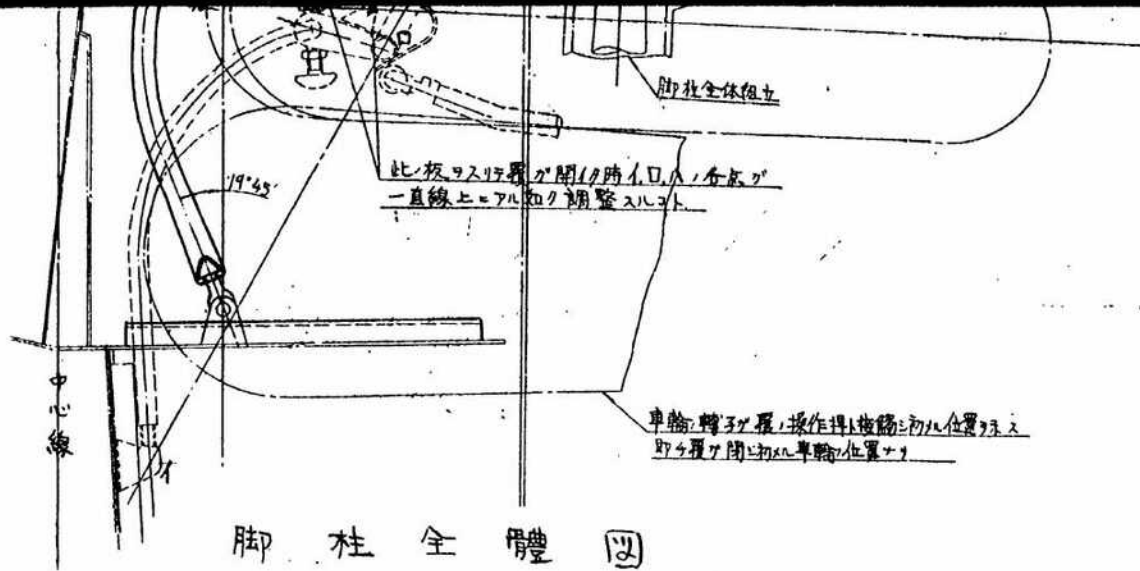 ロ
脚柱全体組立
此ノ板ヲスリテ覆ガ開イタ時イ,ロ,ハノ各点ガ
一直線上ニアル如ク調整スルコト
19°45'
中心線
車輪ノ轂子ガ覆ノ操作桿ト接觸シ初メル位置ヲ示ス
即チ覆ガ閉ジ初メル車輪ノ位置ナリ
イ
脚柱全體図